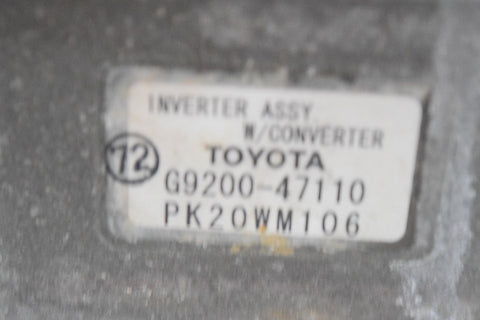 INVERTER ASSY
W/CONVERTER
TOYOTA
72
G9200-47110
PK20WM106